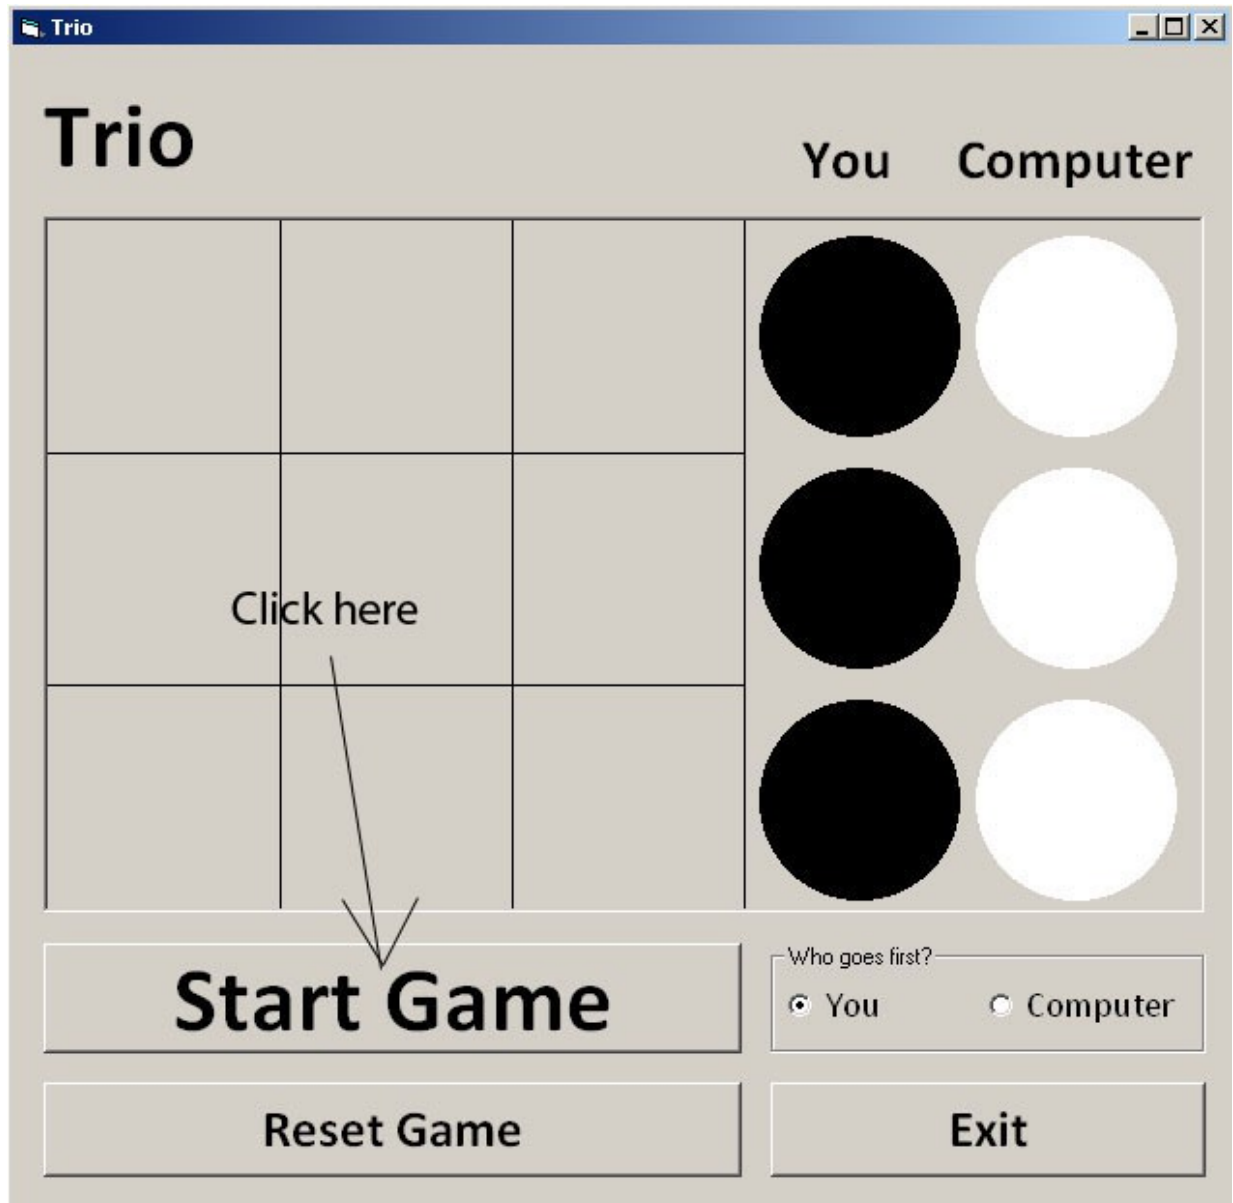 Trio
Trio
You Computer
Click here
Start Game
Who goes first?
You Computer
Reset Game
Exit